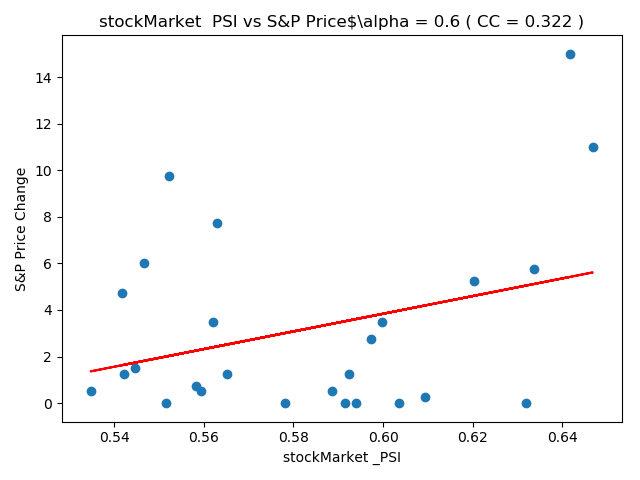 stockMarket  PSI vs S&P Price$\alpha = 0.6 ( CC = 0.322 )
14
12
10
8
6
4
2
0
S&P Price Change
0.54 0.56 0.58 0.60 0.62 0.64
stockMarket _PSI